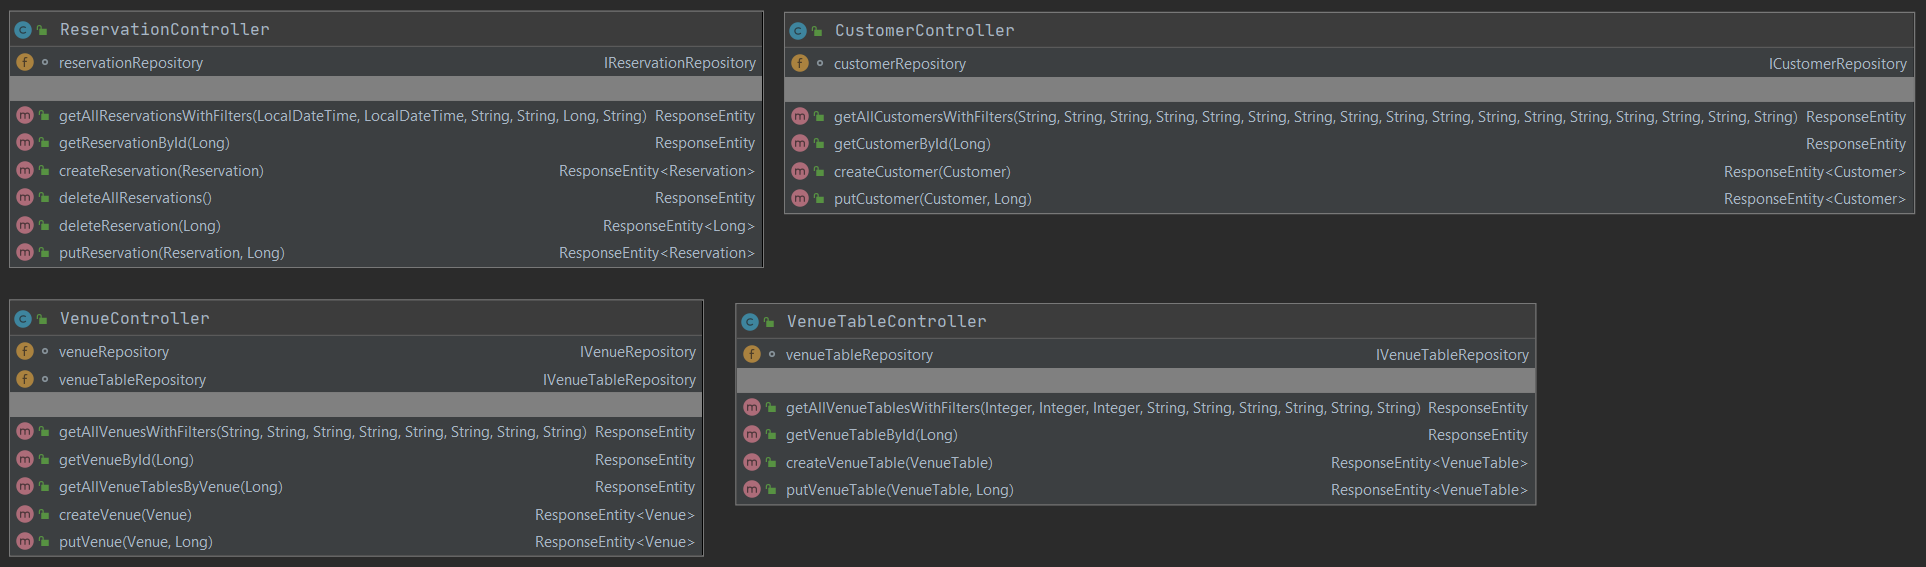 ReservationController
reservationRepository IReservationRepository
getAllReservationsWithFilters(LocalDateTime, LocalDateTime, String, String, Long, String) ResponseEntity
getReservationById(Long) ResponseEntity
createReservation(Reservation) ResponseEntity<Reservation>
deleteAllReservations() ResponseEntity
deleteReservation(Long) ResponseEntity<Long>
putReservation(Reservation, Long) ResponseEntity<Reservation>
CustomerController
customerRepository ICustomerRepository
getAllCustomersWithFilters(String, String, String, String, String, String, String, String, String, String, String, String, String, String, String, String, String) ResponseEntity
getCustomerById(Long) ResponseEntity
createCustomer(Customer) ResponseEntity<Customer>
putCustomer(Customer, Long) ResponseEntity<Customer>
VenueController
venueRepository IVenueRepository
venueTableRepository IVenueTableRepository
getAllVenuesWithFilters(String, String, String, String, String, String, String, String) ResponseEntity
getVenueById(Long) ResponseEntity
getAllVenueTablesByVenue(Long) ResponseEntity
createVenue(Venue) ResponseEntity<Venue>
putVenue(Venue, Long) ResponseEntity<Venue>
VenueTableController
venueTableRepository IVenueTableRepository
getAllVenueTablesWithFilters(Integer, Integer, Integer, String, String, String, String, String, String) ResponseEntity
getVenueTableById(Long) ResponseEntity
createVenueTable(VenueTable) ResponseEntity<VenueTable>
putVenueTable(VenueTable, Long) ResponseEntity<VenueTable>